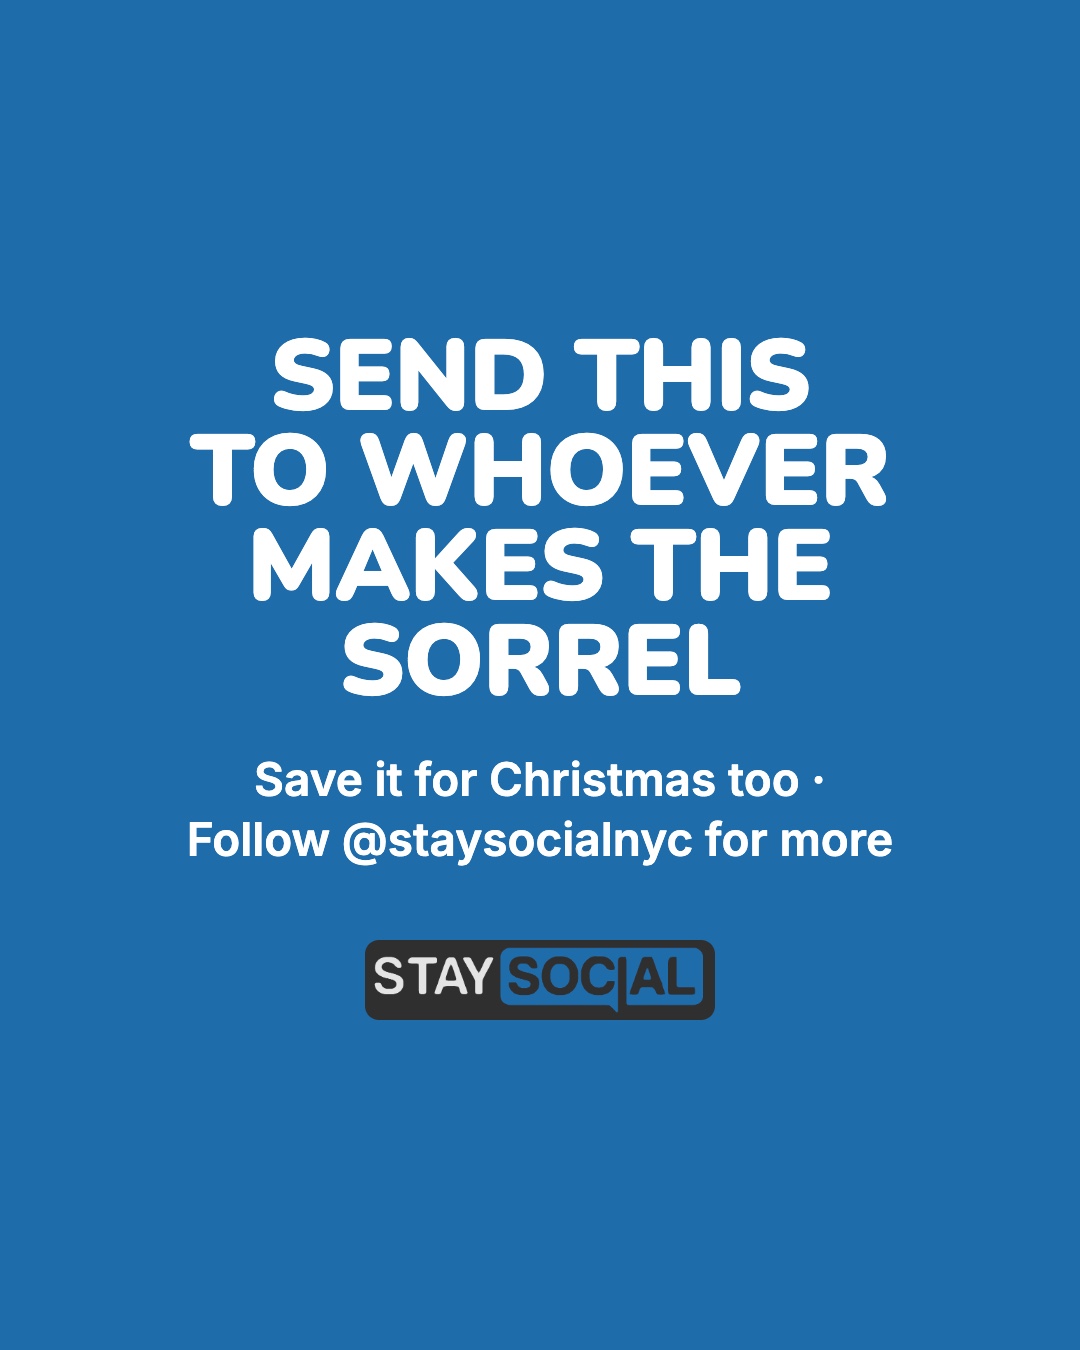 SEND THIS
TO WHOEVER
MAKES THE
SORREL
Save it for Christmas too ·
Follow @staysocialnyc for more
STAY SOCIAL